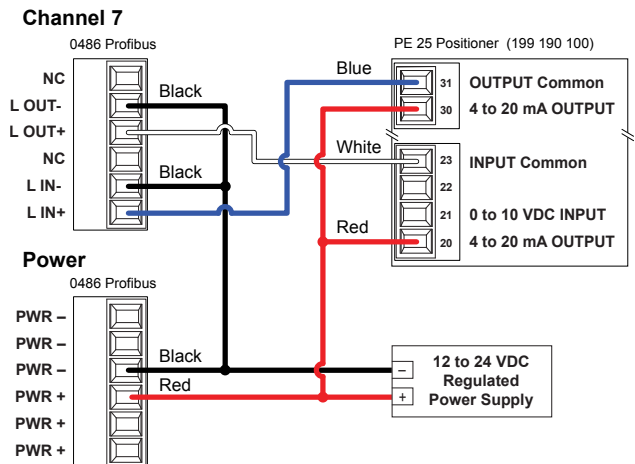 Channel 7
0486 Profibus
NC
L OUT-
L OUT+
NC
L IN-
L IN+
Black
Black
Blue
White
Red
PE 25 Positioner (199 190 100)
31 OUTPUT Common
30 4 to 20 mA OUTPUT
23 INPUT Common
22
21 0 to 10 VDC INPUT
20 4 to 20 mA OUTPUT
Power
0486 Profibus
PWR –
PWR –
PWR –
PWR +
PWR +
PWR +
Black
Red
–
+
12 to 24 VDC
Regulated
Power Supply